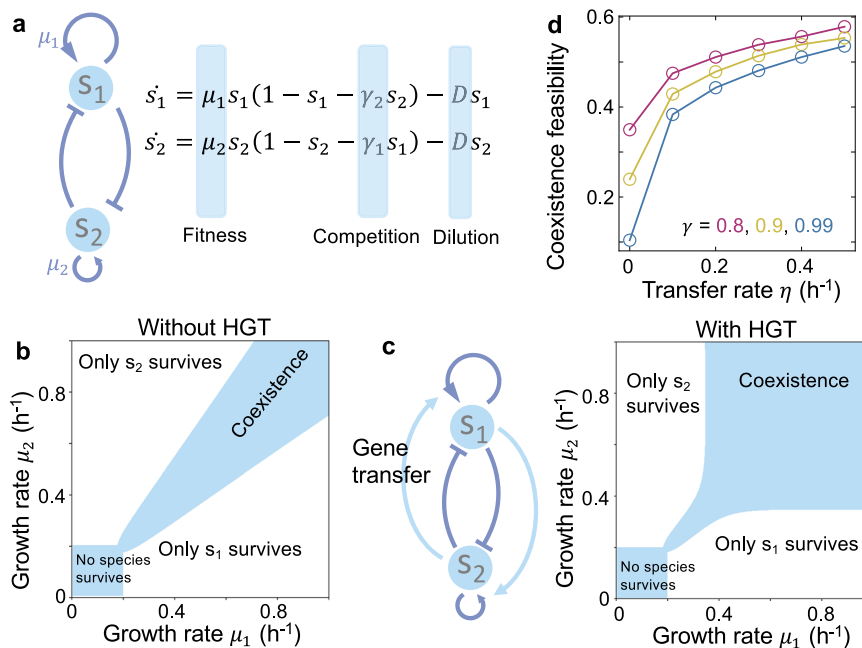 a
μ₁
S₁
S₂
μ₂
ṡ₁ = μ₁s₁(1 − s₁ − γ₂s₂) − Ds₁
ṡ₂ = μ₂s₂(1 − s₂ − γ₁s₁) − Ds₂
Fitness
Competition
Dilution
d
Coexistence feasibility
0.6
0.4
0.2
γ = 0.8, 0.9, 0.99
0 0.2 0.4
Transfer rate η (h⁻¹)
b
Without HGT
Growth rate μ₂ (h⁻¹)
0.8
0.4
0
Only s₂ survives
Coexistence
Only s₁ survives
No species
survives
0 0.4 0.8
Growth rate μ₁ (h⁻¹)
c
Gene
transfer
S₁
S₂
With HGT
Growth rate μ₂ (h⁻¹)
0.8
0.4
0
Only s₂
survives
Coexistence
Only s₁ survives
No species
survives
0 0.4 0.8
Growth rate μ₁ (h⁻¹)